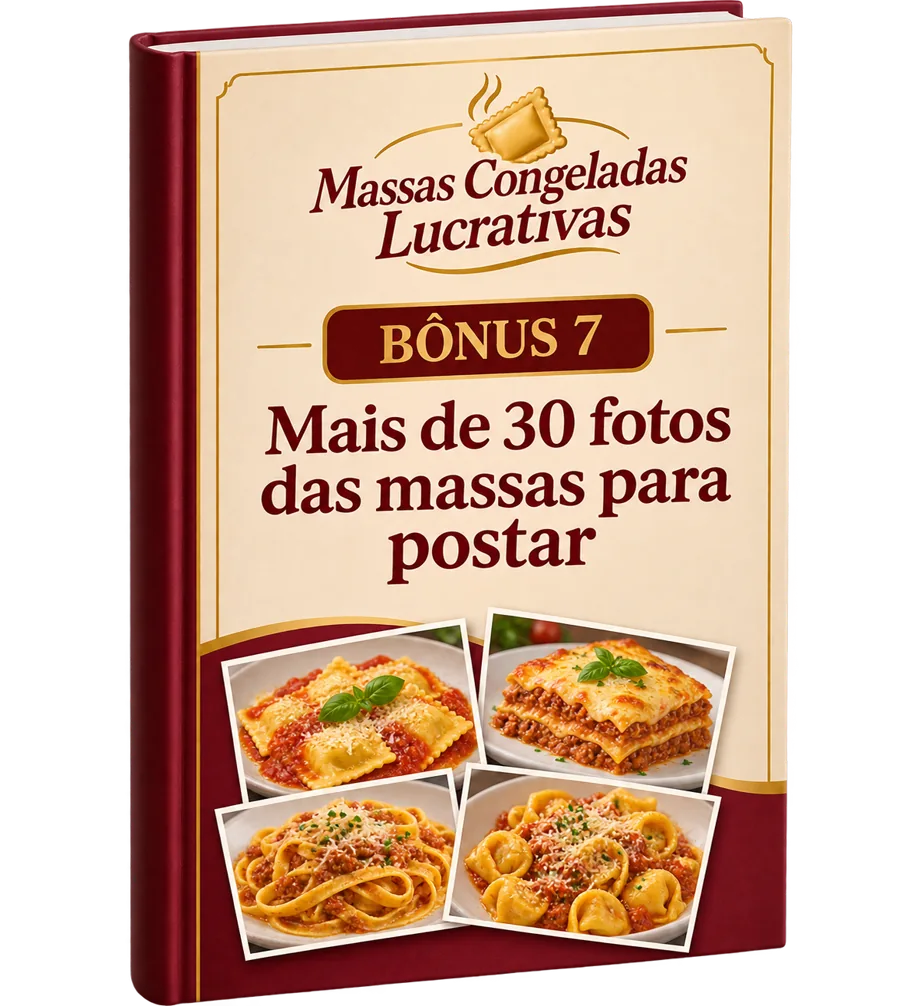 Massas Congeladas
Lucrativas
BÔNUS 7
Mais de 30 fotos
das massas para
postar